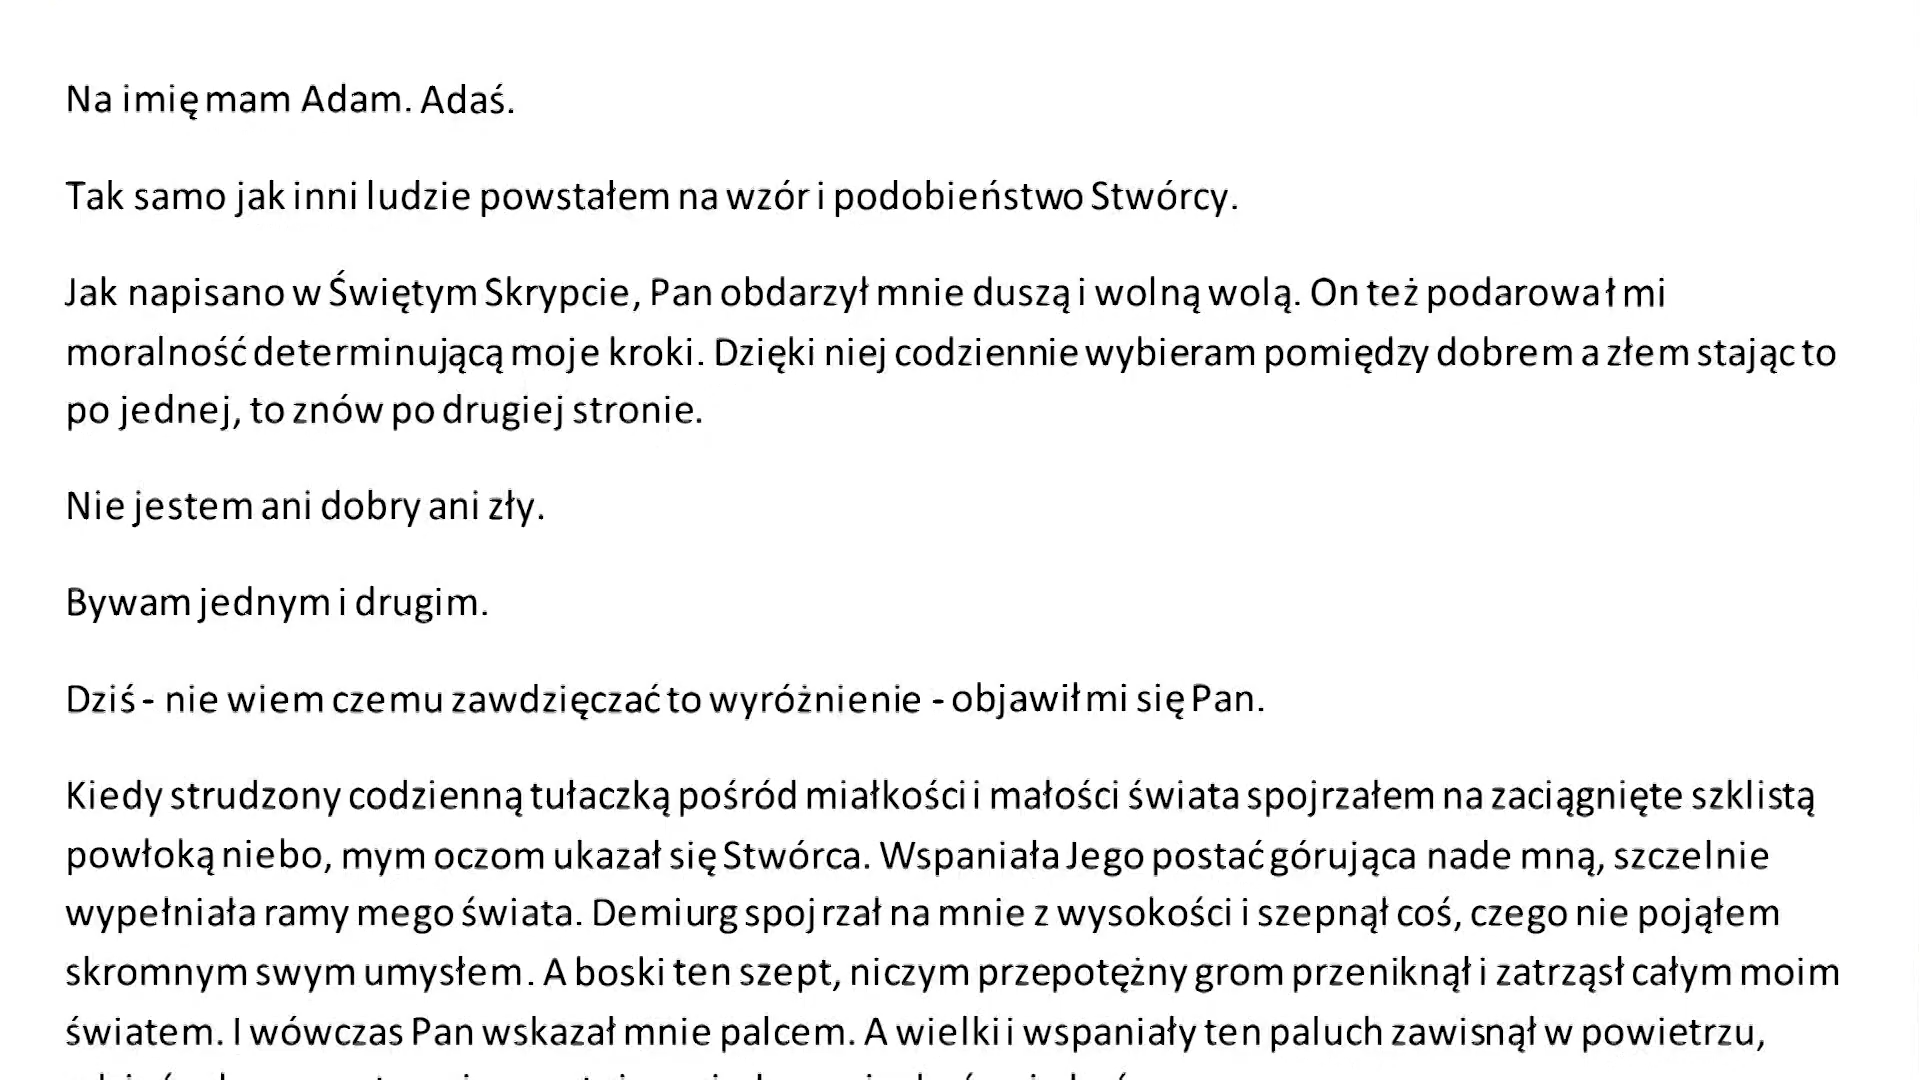 Na imię mam Adam. Adaś.
Tak samo jak inni ludzie powstałem na wzór i podobieństwo Stwórcy.
Jak napisano w Świętym Skrypcie, Pan obdarzył mnie duszą i wolną wolą. On też podarował mi
moralność determinującą moje kroki. Dzięki niej codziennie wybieram pomiędzy dobrem a złem stając to
po jednej, to znów po drugiej stronie.
Nie jestem ani dobry ani zły.
Bywam jednym i drugim.
Dziś - nie wiem czemu zawdzięczać to wyróżnienie - objawił mi się Pan.
Kiedy strudzony codzienną tułaczką pośród miałkości i małości świata spojrzałem na zaciągnięte szklistą
powłoką niebo, mym oczom ukazał się Stwórca. Wspaniała Jego postać górująca nade mną, szczelnie
wypełniała ramy mego świata. Demiurg spojrzał na mnie z wysokości i szepnął coś, czego nie pojąłem
skromnym swym umysłem. A boski ten szept, niczym przepotężny grom przeniknął i zatrząsł całym moim
światem. I wówczas Pan wskazał mnie palcem. A wielki i wspaniały ten paluch zawisnął w powietrzu,